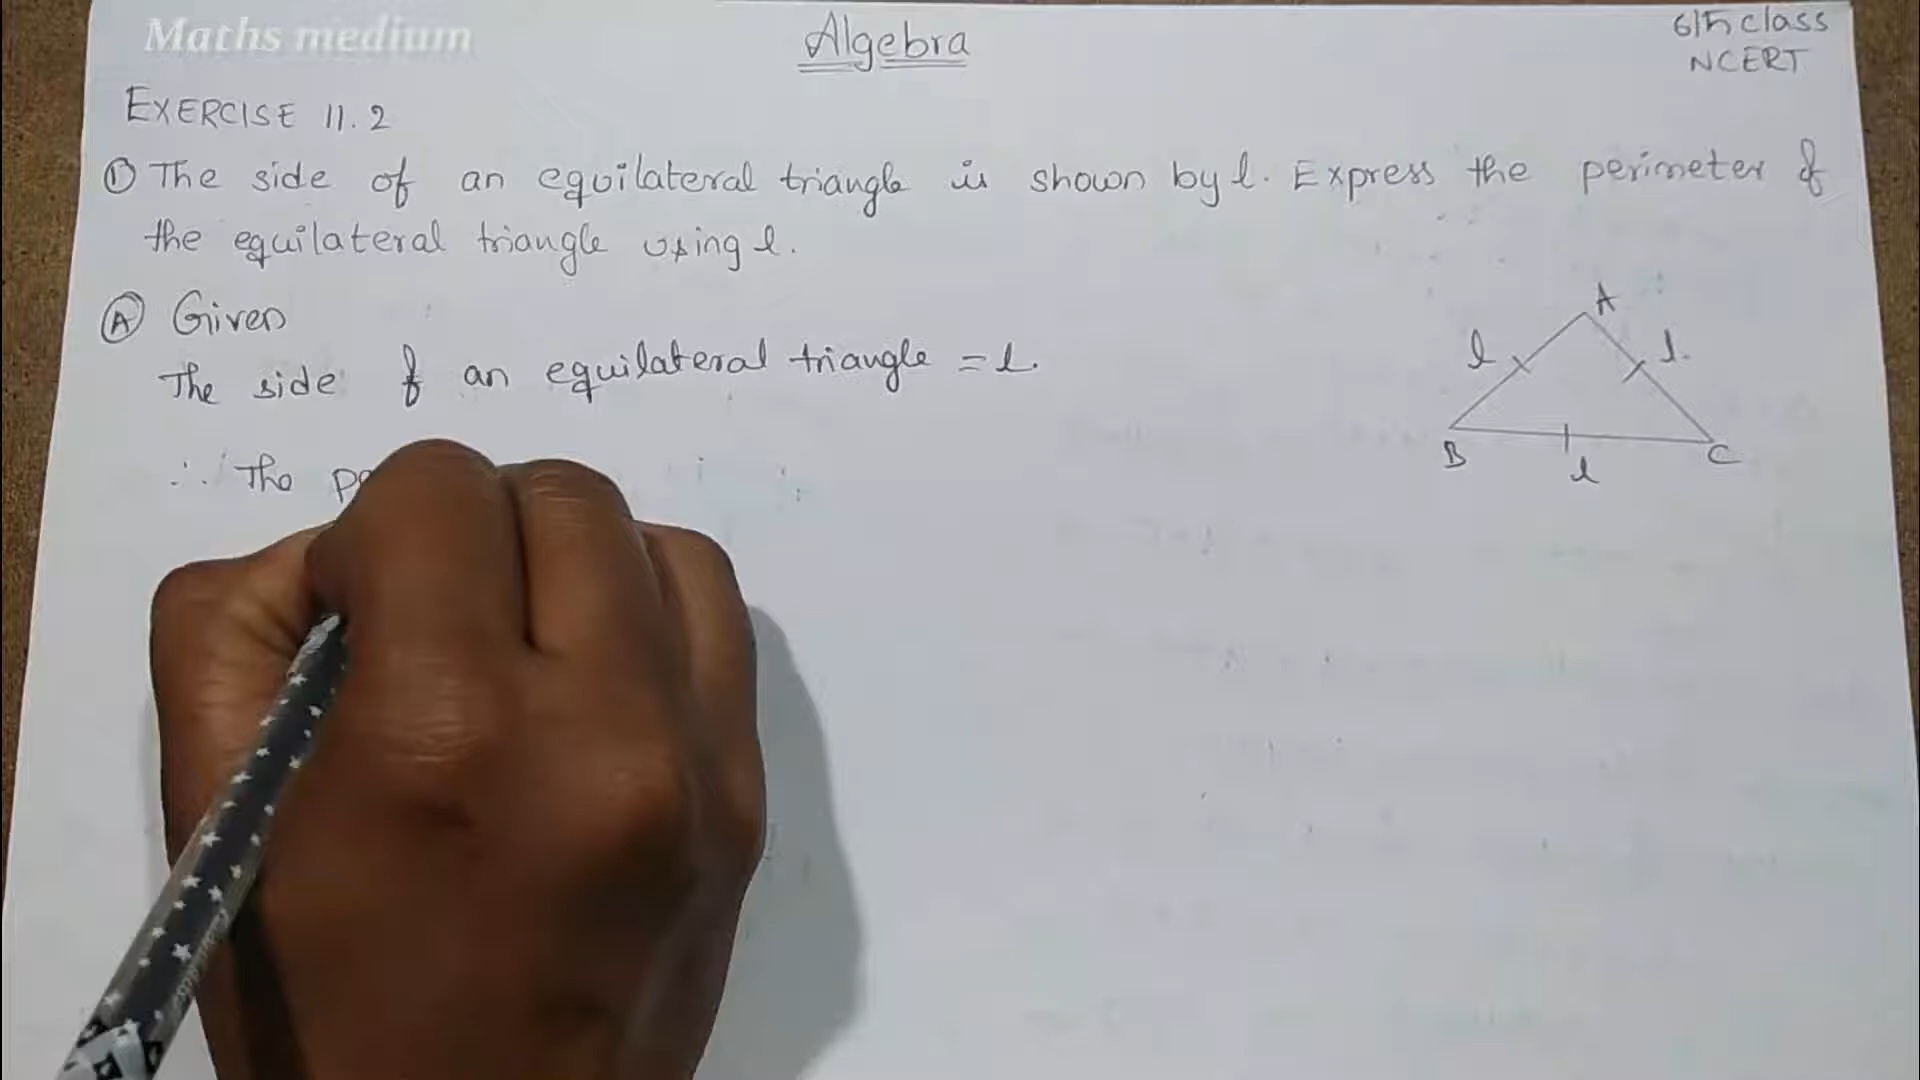 Maths medium
Algebra
6th class
NCERT
EXERCISE 11.2
① The side of an equilateral triangle is shown by l. Express the perimeter of
the equilateral triangle using l.
Ⓐ Given
The side of an equilateral triangle = l.
∴ The
A
l
l.
B
l
C